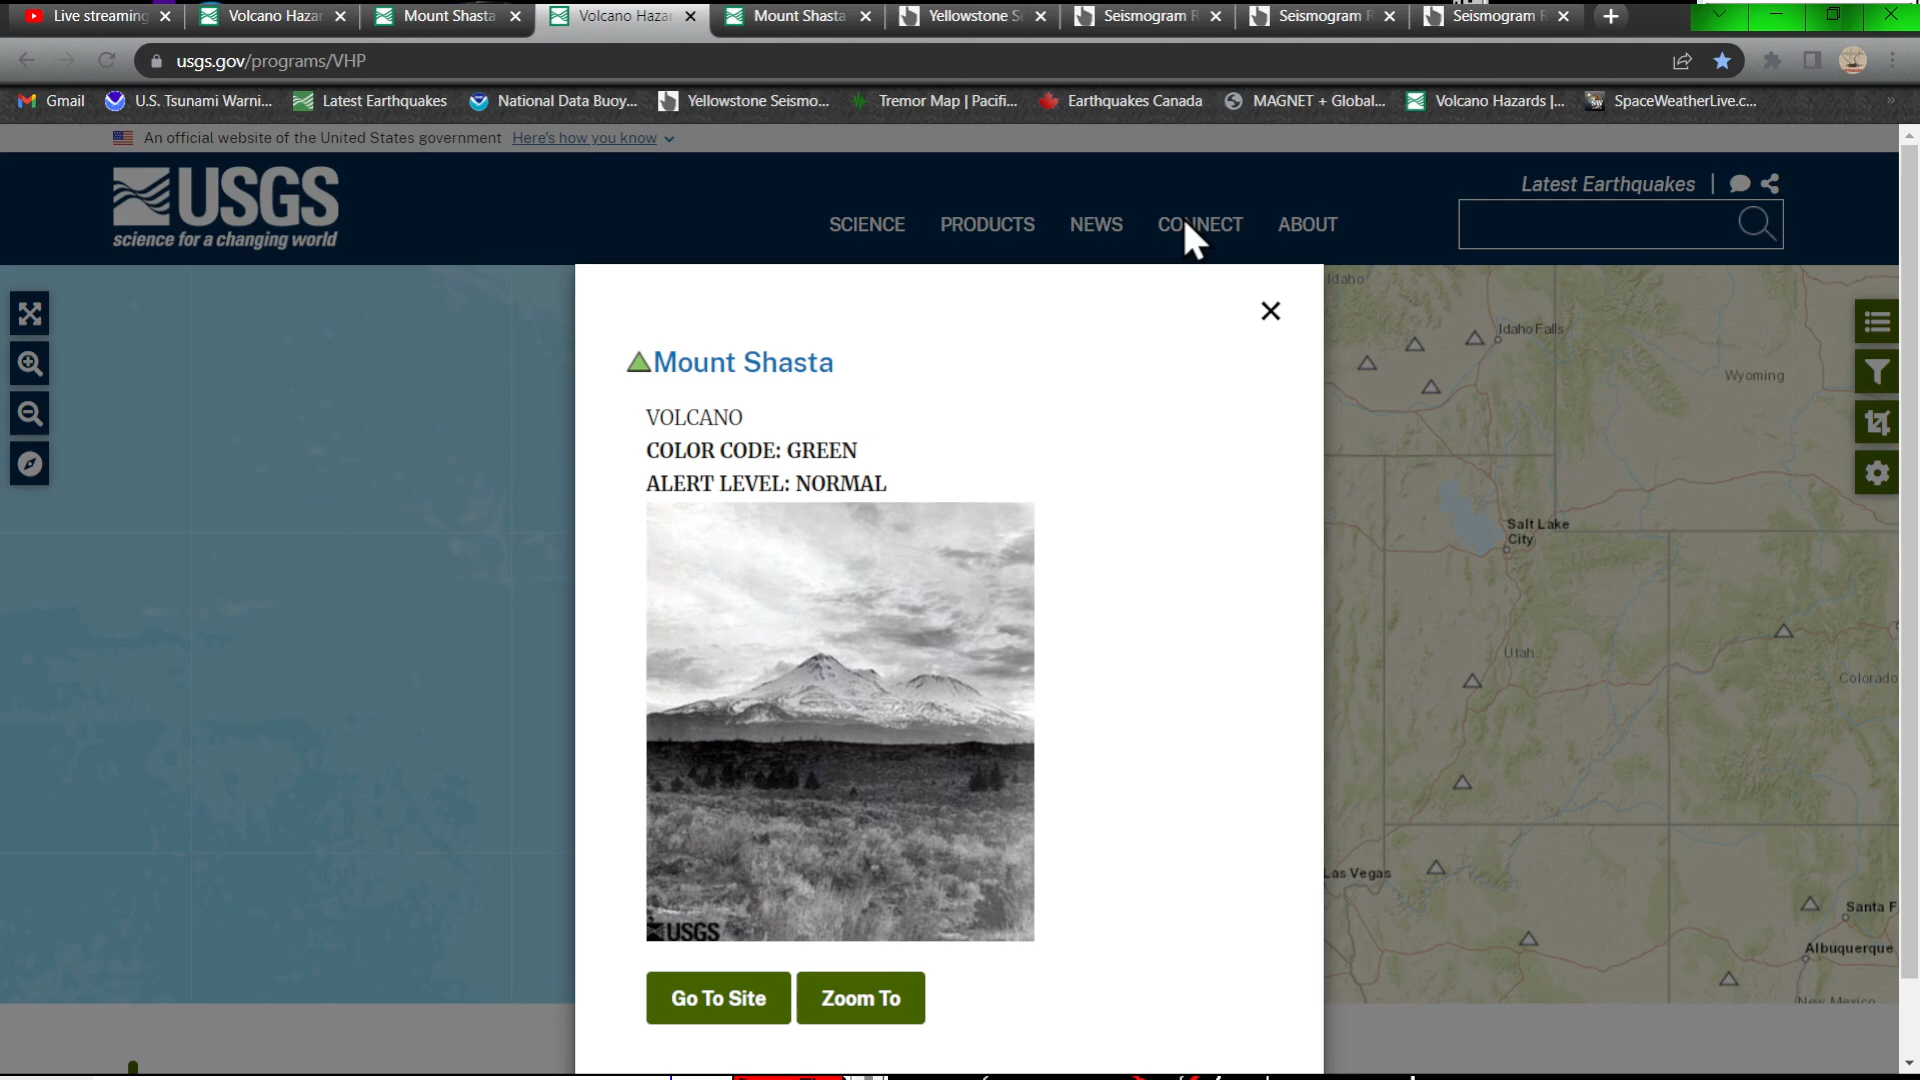 Live streaming
Volcano Hazar
Mount Shasta
Volcano Hazar
Mount Shasta
Yellowstone Se
Seismogram R
Seismogram R
Seismogram R
usgs.gov/programs/VHP
Gmail
U.S. Tsunami Warni...
Latest Earthquakes
National Data Buoy...
Yellowstone Seismo...
Tremor Map | Pacifi...
Earthquakes Canada
MAGNET + Global...
Volcano Hazards |...
SpaceWeatherLive.c...
An official website of the United States government Here's how you know
USGS
science for a changing world
Latest Earthquakes
SCIENCE
PRODUCTS
NEWS
CONNECT
ABOUT
Mount Shasta
VOLCANO
COLOR CODE: GREEN
ALERT LEVEL: NORMAL
USGS
Go To Site
Zoom To
Idaho
Idaho Falls
Wyoming
Salt Lake
City
Utah
Colorado
Las Vegas
Santa F
Albuquerque
New Mexico